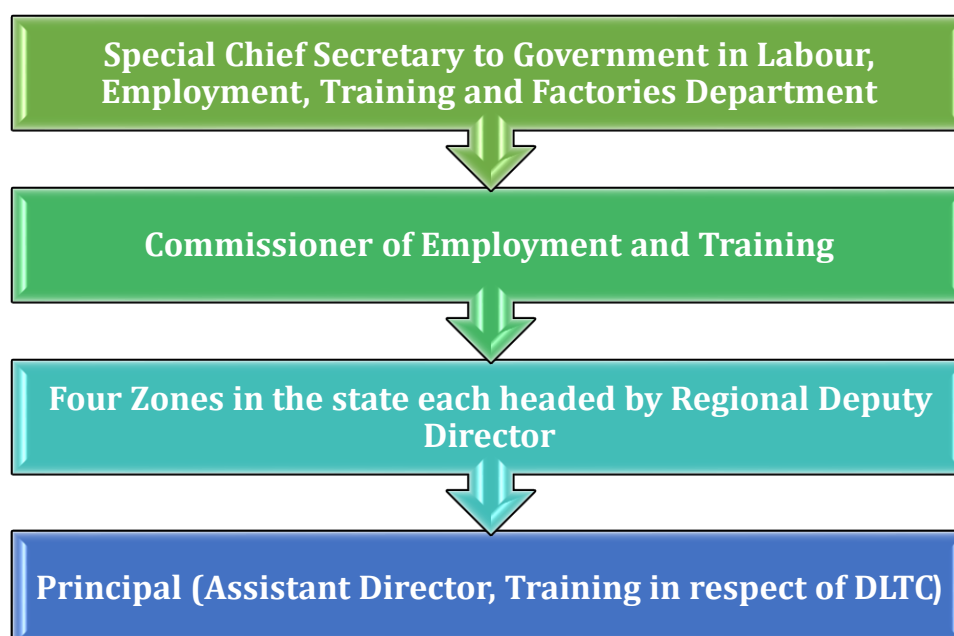 Special Chief Secretary to Government in Labour,
Employment, Training and Factories Department
Commissioner of Employment and Training
Four Zones in the state each headed by Regional Deputy
Director
Principal (Assistant Director, Training in respect of DLTC)